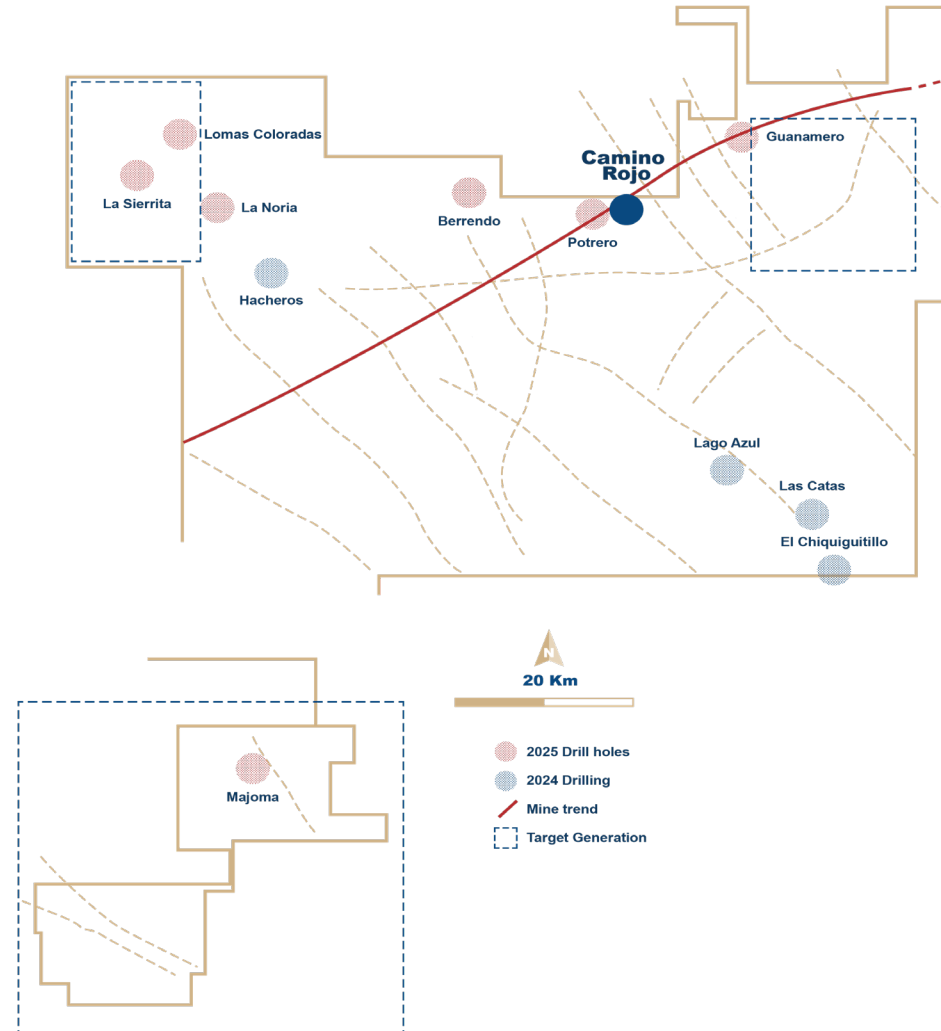 Lomas Coloradas
La Sierrita
La Noria
Hacheros
Berrendo
Camino
Rojo
Potrero
Guanamero
Lago Azul
Las Catas
El Chiquiguitillo
N
20 Km
Majoma
2025 Drill holes
2024 Drilling
Mine trend
Target Generation